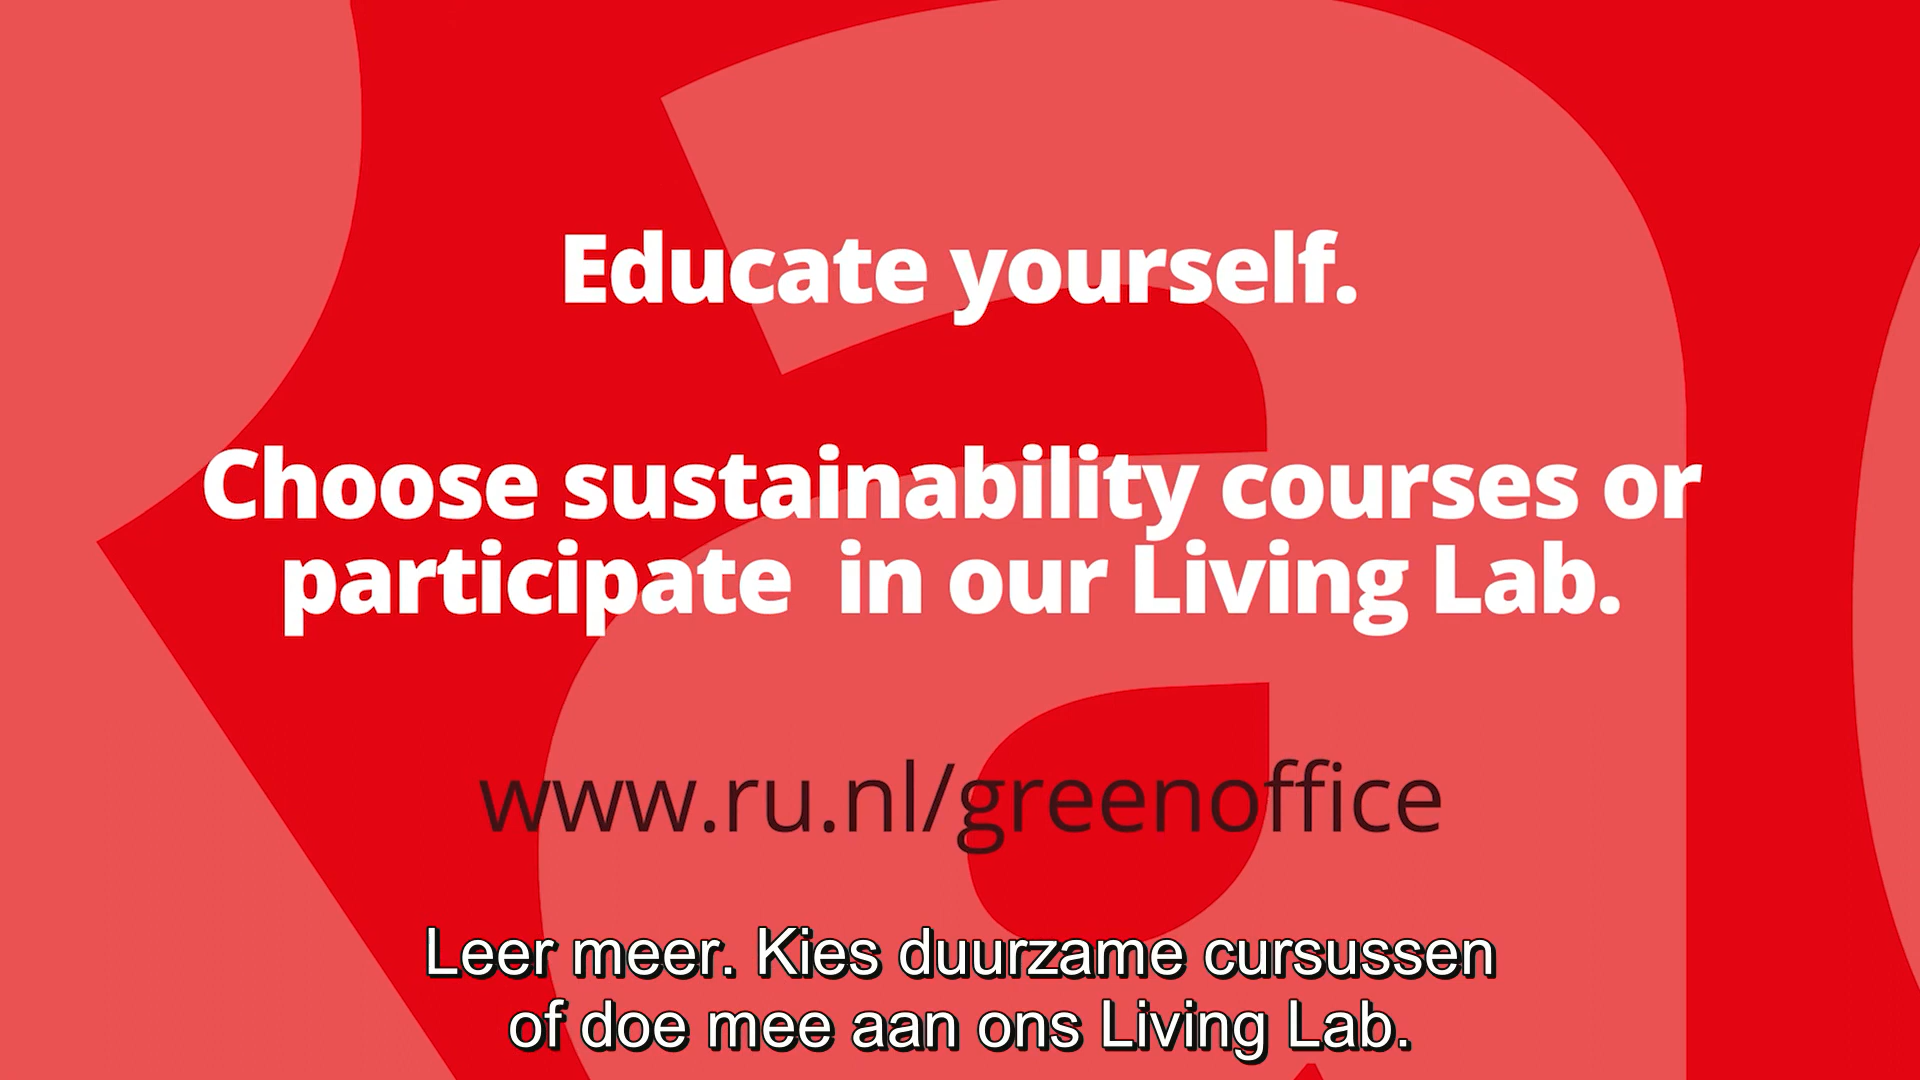 Educate yourself.
Choose sustainability courses or
participate  in our Living Lab.
www.ru.nl/greenoffice
Leer meer. Kies duurzame cursussen
of doe mee aan ons Living Lab.